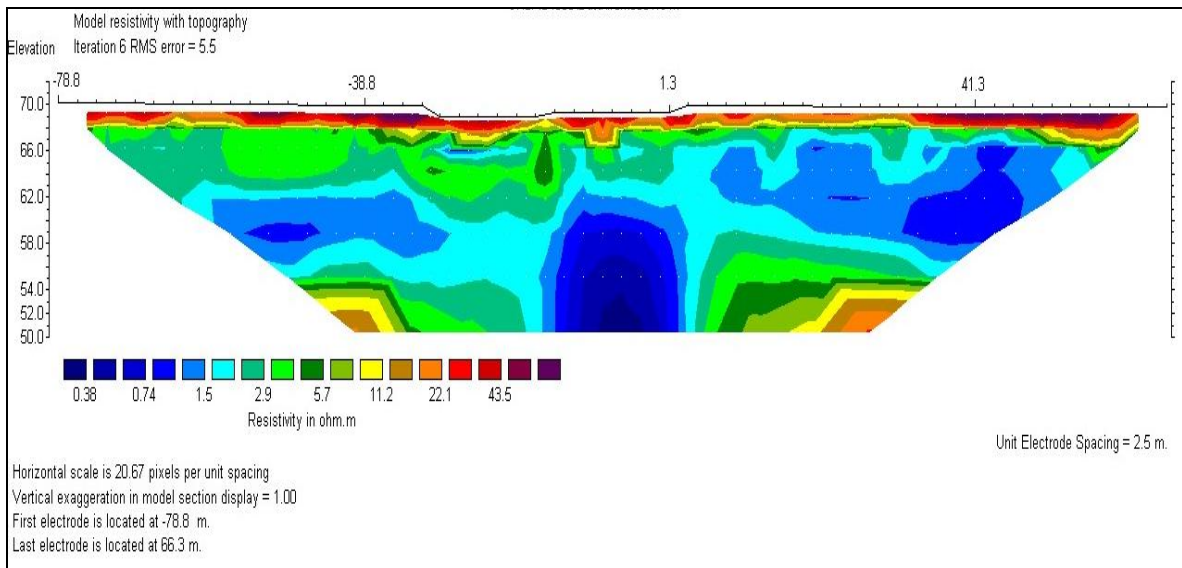 Model resistivity with topography
Elevation Iteration 6 RMS error = 5.5
-78.8 -38.8 1.3 41.3
70.0
66.0
62.0
58.0
54.0
52.0
50.0
0.38 0.74 1.5 2.9 5.7 11.2 22.1 43.5
Resistivity in ohm.m
Unit Electrode Spacing = 2.5 m.
Horizontal scale is 20.67 pixels per unit spacing
Vertical exaggeration in model section display = 1.00
First electrode is located at -78.8 m.
Last electrode is located at 66.3 m.